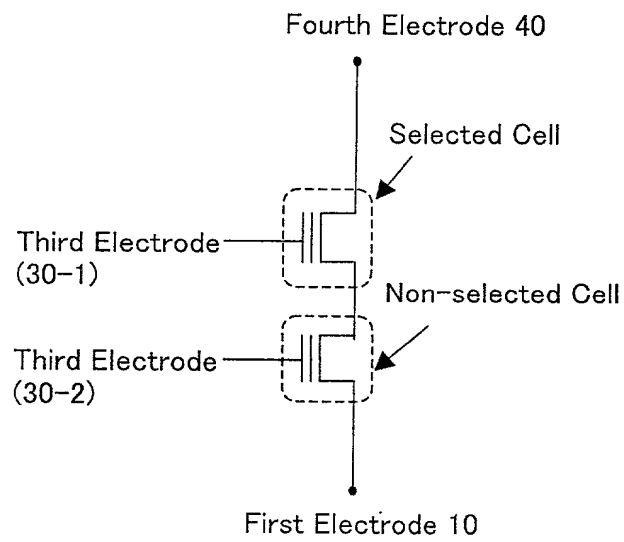 Fourth Electrode 40
Selected Cell
Third Electrode
(30-1)
Non-selected Cell
Third Electrode
(30-2)
First Electrode 10